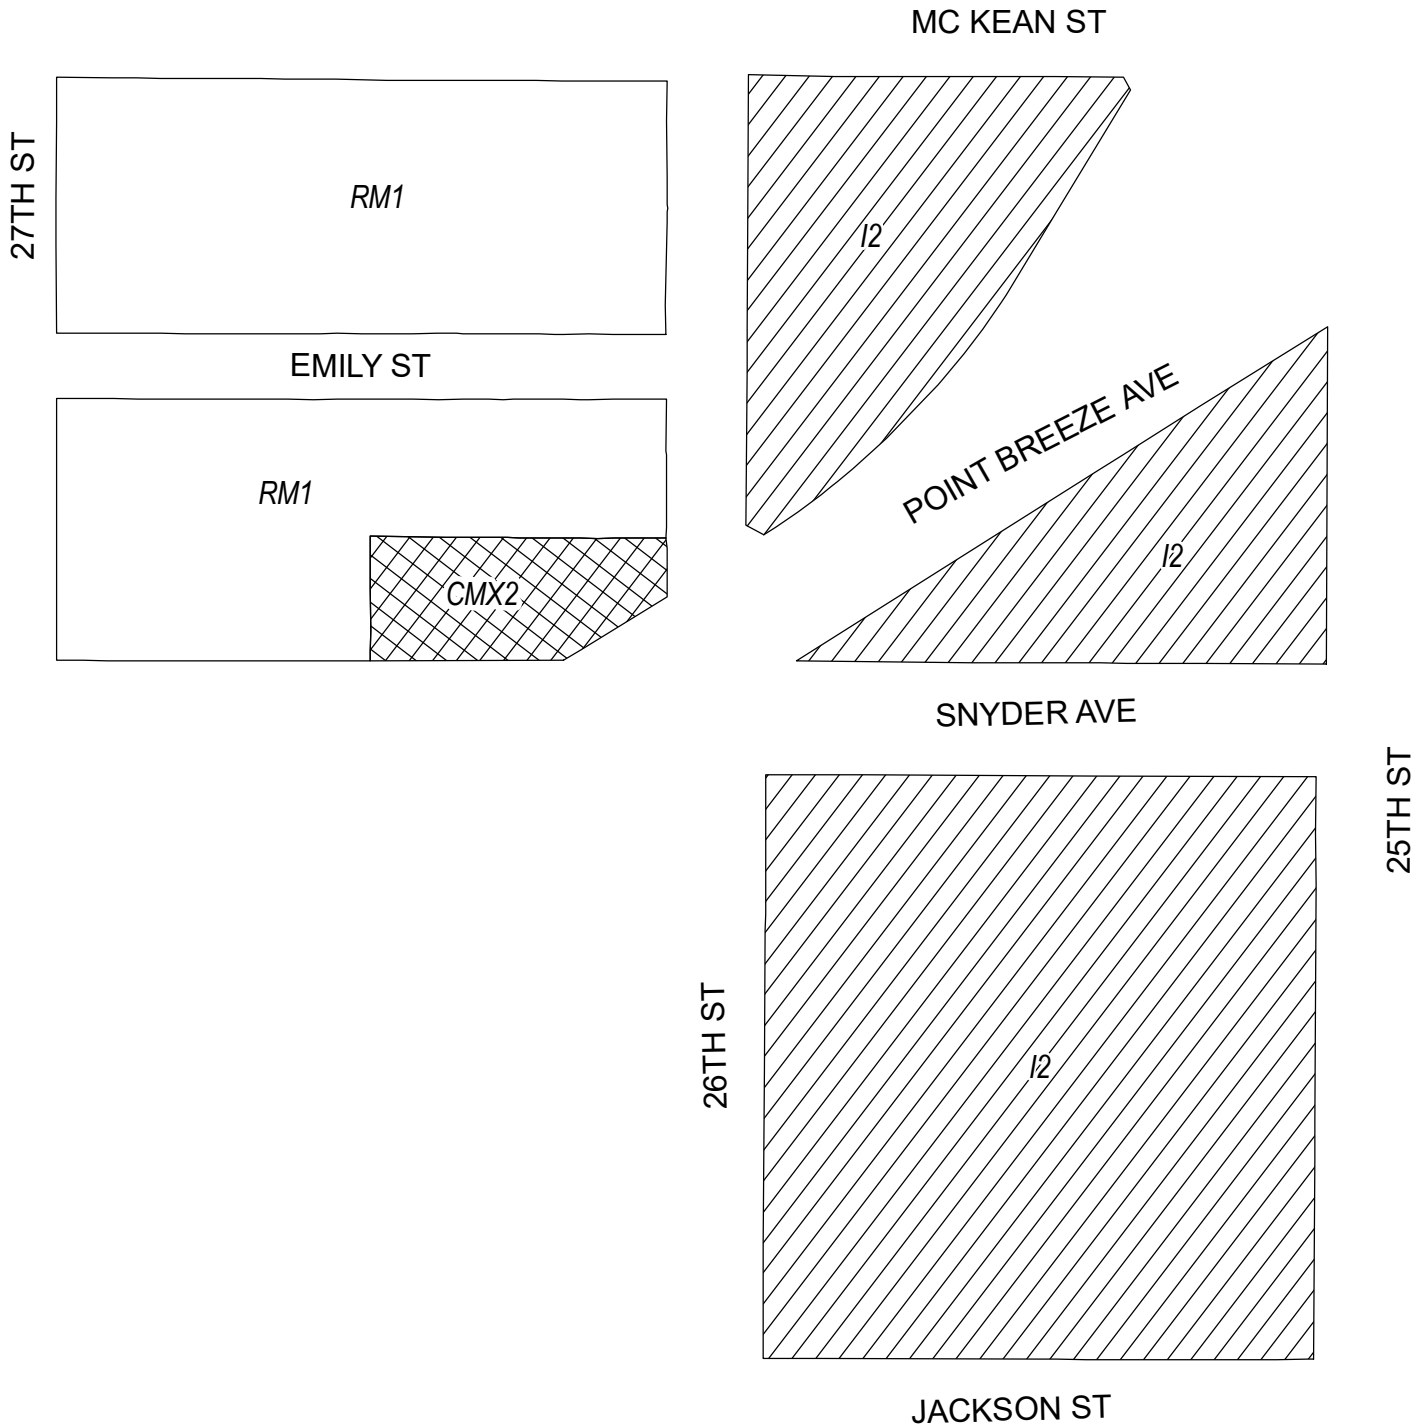 MC KEAN ST
27TH ST
RM1
I2
EMILY ST
POINT BREEZE AVE
RM1
I2
CMX2
SNYDER AVE
25TH ST
26TH ST
I2
JACKSON ST